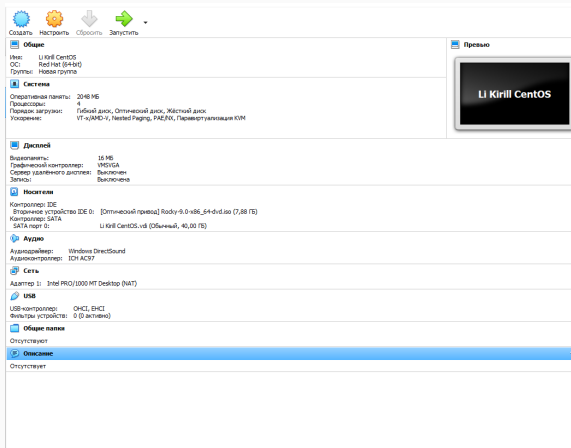 Создать Настроить Сбросить Запустить
Общие
Имя: Li Kirill CentOS
ОС: Red Hat (64-bit)
Группы: Новая группа
Система
Оперативная память: 2048 МБ
Процессоры: 4
Порядок загрузки: Гибкий диск, Оптический диск, Жёсткий диск
Ускорение: VT-x/AMD-V, Nested Paging, PAE/NX, Паравиртуализация KVM
Превью
Li Kirill CentOS
Дисплей
Видеопамять: 16 МБ
Графический контроллер: VMSVGA
Сервер удалённого дисплея: Выключен
Запись: Выключена
Носители
Контроллер: IDE
Вторичное устройство IDE 0: [Оптический привод] Rocky-9.0-x86_64-dvd.iso (7,88 ГБ)
Контроллер: SATA
SATA порт 0: Li Kirill CentOS.vdi (Обычный, 40,00 ГБ)
Аудио
Аудиодрайвер: Windows DirectSound
Аудиоконтроллер: ICH AC97
Сеть
Адаптер 1: Intel PRO/1000 MT Desktop (NAT)
USB
USB-контроллер: OHCI, EHCI
Фильтры устройств: 0 (0 активно)
Общие папки
Отсутствуют
Описание
Отсутствует